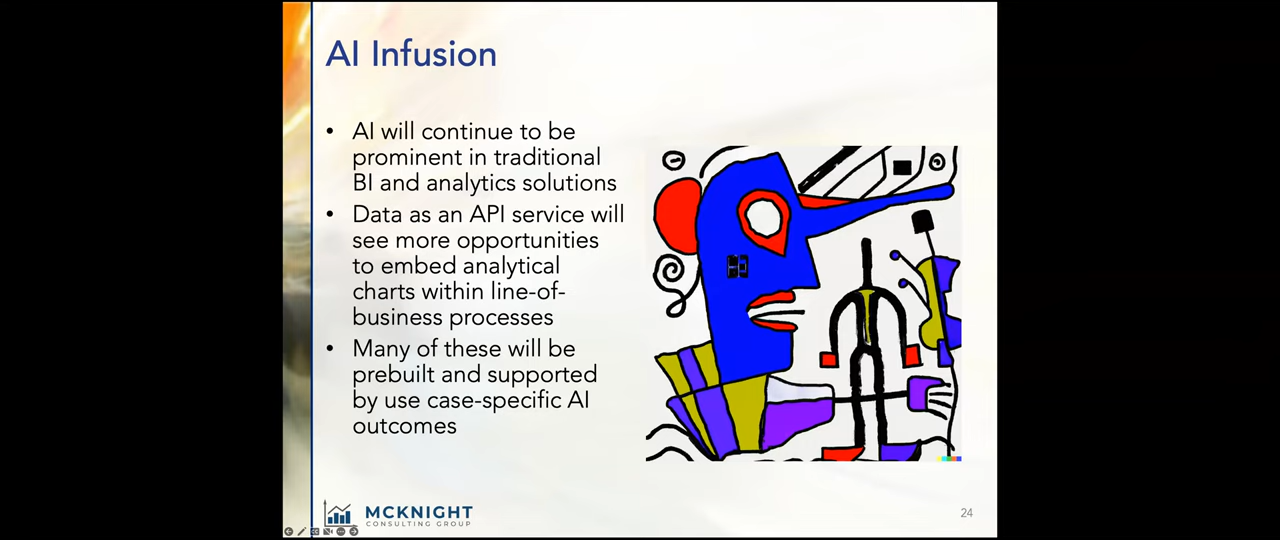 AI Infusion
• AI will continue to be
prominent in traditional
BI and analytics solutions
• Data as an API service will
see more opportunities
to embed analytical
charts within line-of-
business processes
• Many of these will be
prebuilt and supported
by use case-specific AI
outcomes
MCKNIGHT
CONSULTING GROUP
24